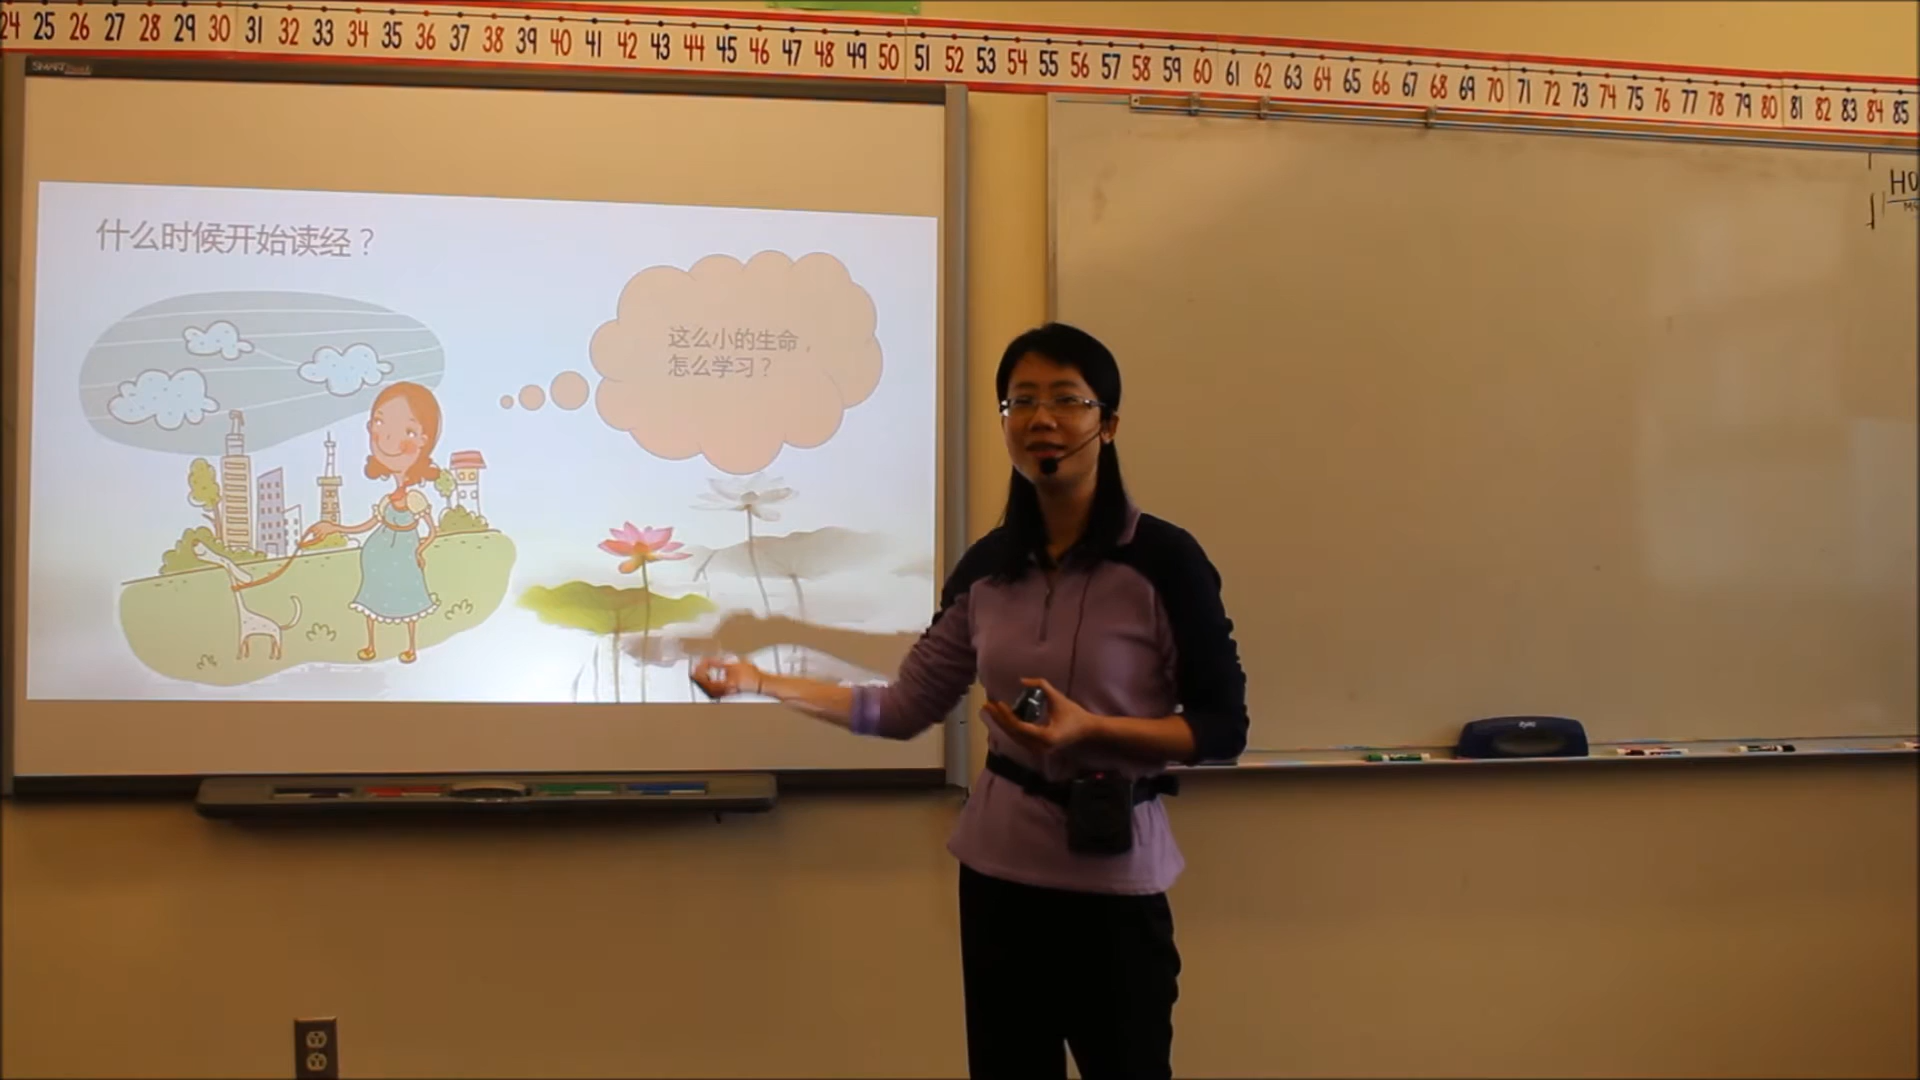 24 25 26 27 28 29 30 31 32 33 34 35 36 37 38 39 40 41 42 43 44 45 46 47 48 49 50 51 52 53 54 55 56 57 58 59 60 61 62 63 64 65 66 67 68 69 70 71 72 73 74 75 76 77 78 79 80 81 82 83 84 85
SMART
什么时候开始读经？
这么小的生命，
怎么学习？
HO
EXPO